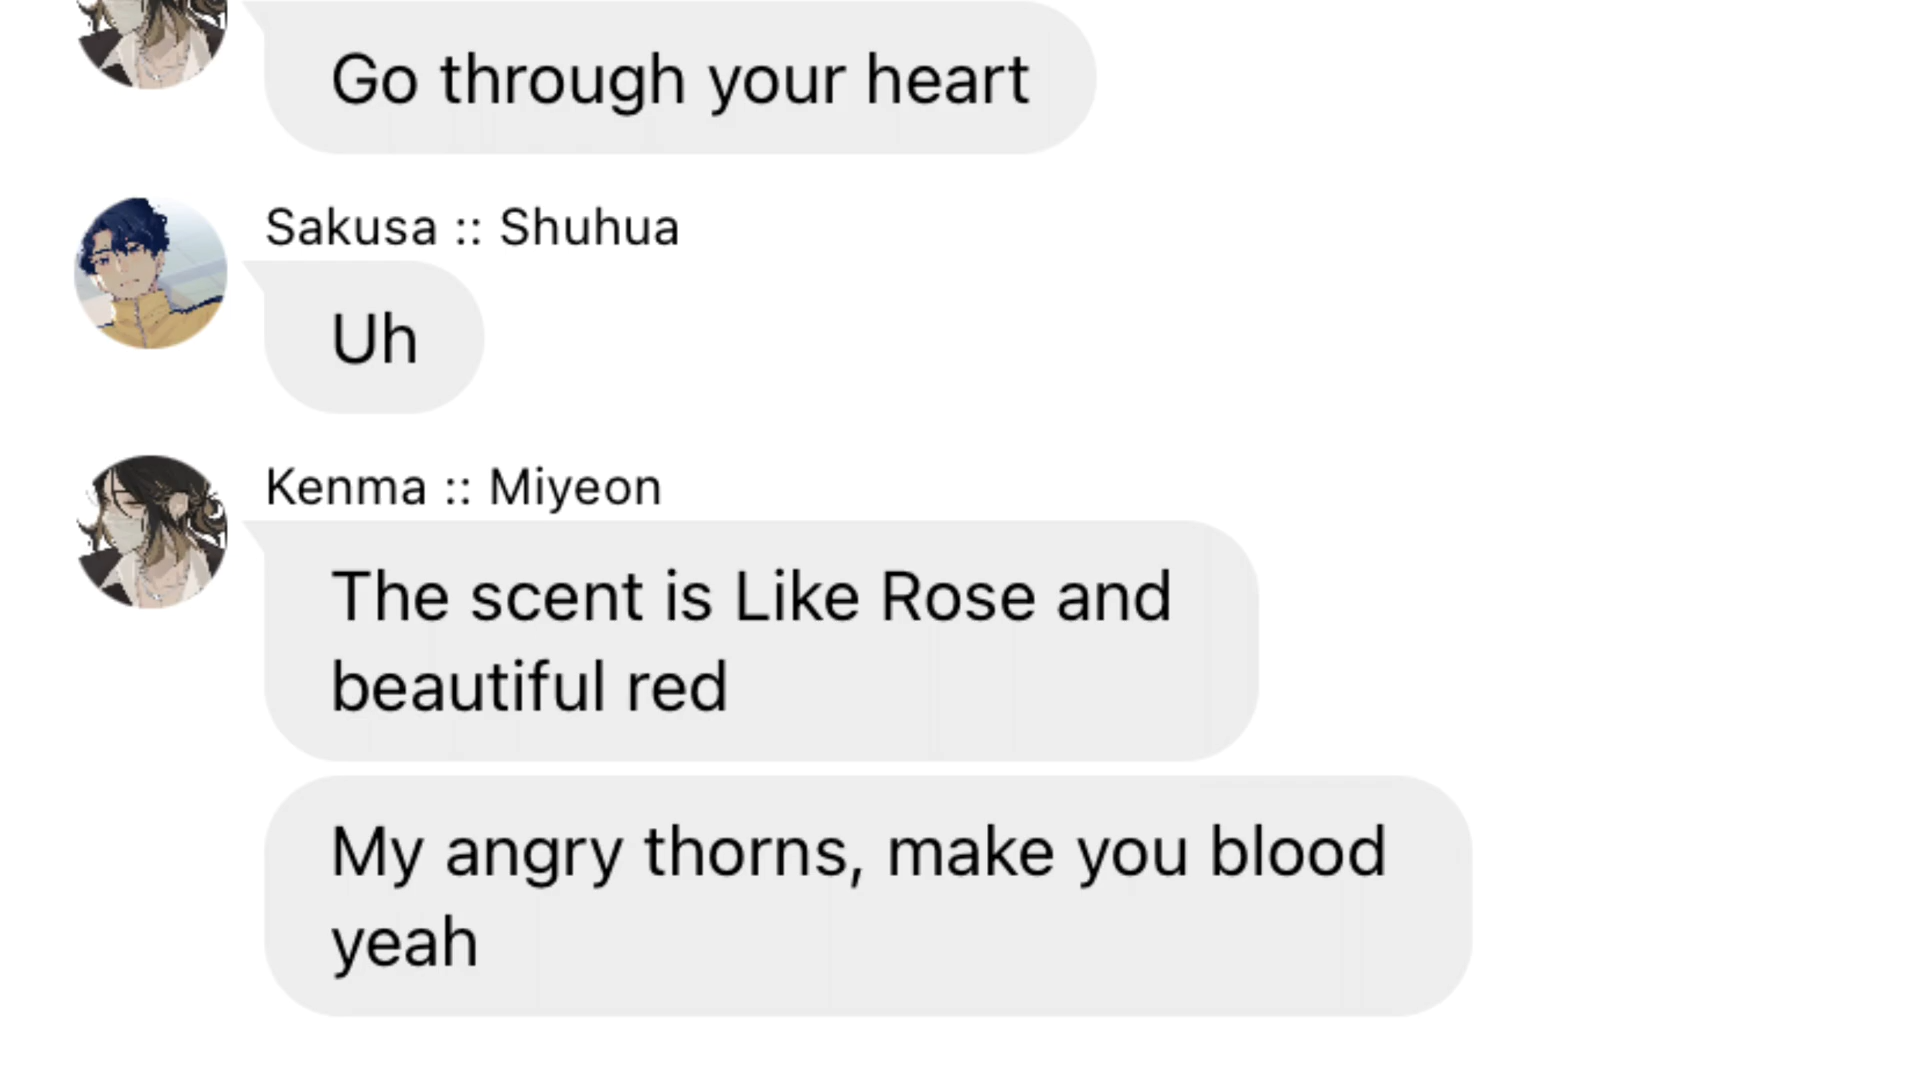 Go through your heart
Sakusa :: Shuhua
Uh
Kenma :: Miyeon
The scent is Like Rose and
beautiful red
My angry thorns, make you blood
yeah